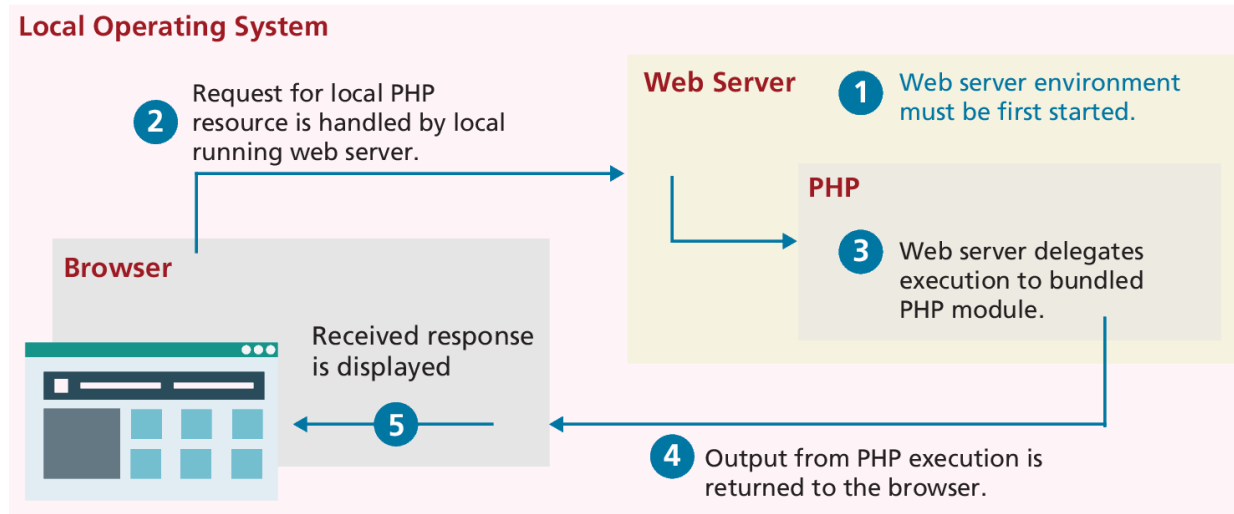 Local Operating System
Web Server
1
Web server environment
must be first started.
2
Request for local PHP
resource is handled by local
running web server.
PHP
3
Web server delegates
execution to bundled
PHP module.
Browser
Received response
is displayed
5
4
Output from PHP execution is
returned to the browser.